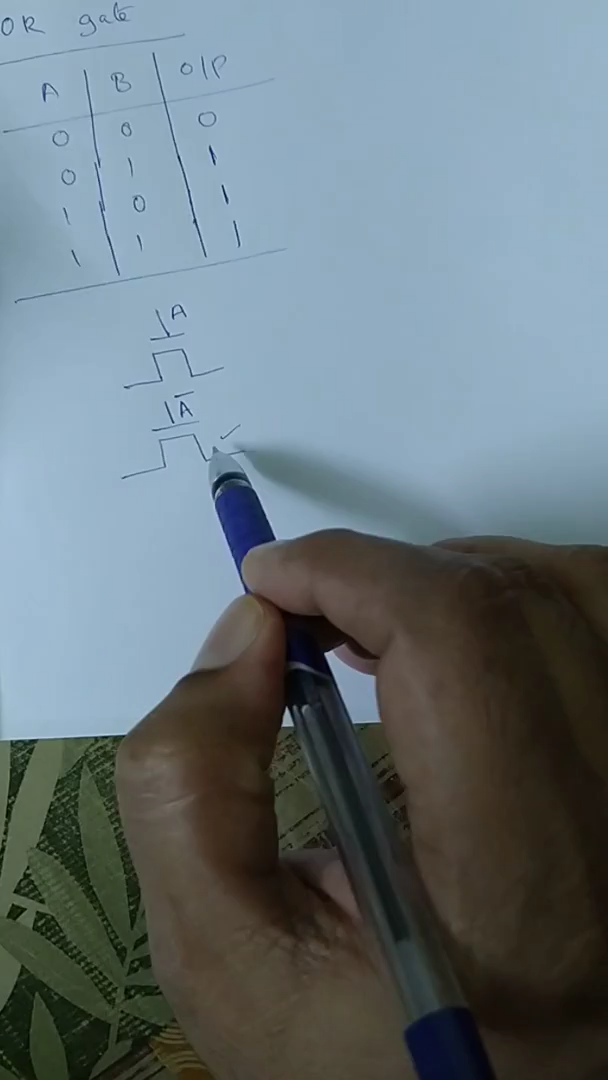 OR gate
A B O/P
0 0 0
0 1 1
1 0 1
1 1 1
A
A̅